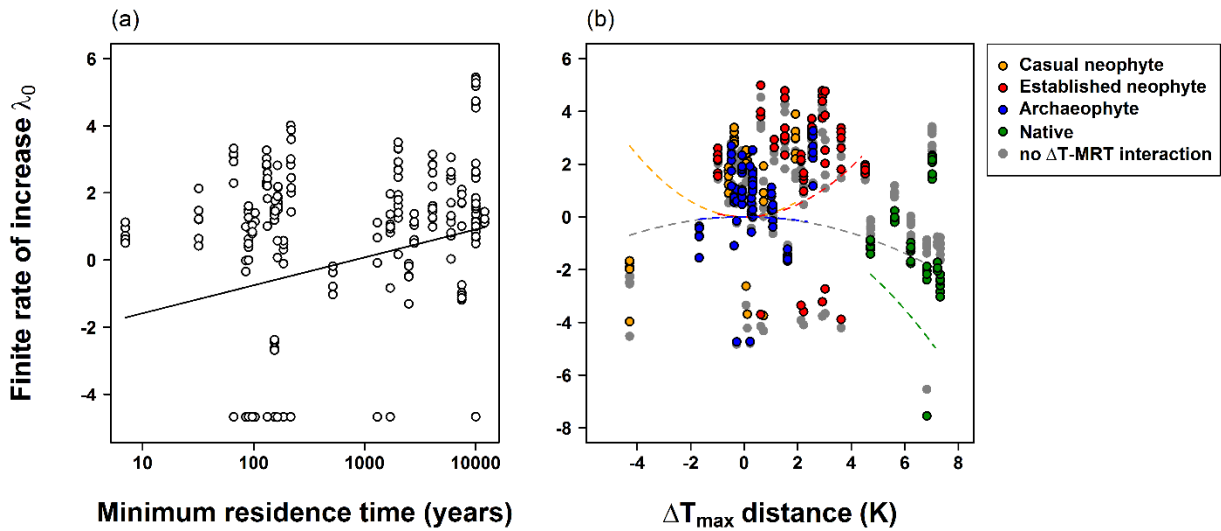 (a)
(b)
Finite rate of increase λ0
6
4
2
0
-2
-4
10
100
1000
10000
Minimum residence time (years)
6
4
2
0
-2
-4
-6
-8
-4
-2
0
2
4
6
8
ΔTmax distance (K)
Casual neophyte
Established neophyte
Archaeophyte
Native
no ΔT-MRT interaction